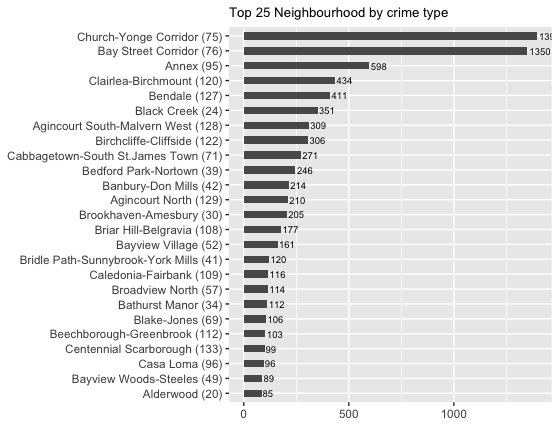 Top 25 Neighbourhood by crime type
Church-Yonge Corridor (75)
Bay Street Corridor (76) 1350
Annex (95) 598
Clairlea-Birchmount (120) 434
Bendale (127) 411
Black Creek (24) 351
Agincourt South-Malvern West (128) 309
Birchcliffe-Cliffside (122) 306
Cabbagetown-South St.James Town (71) 271
Bedford Park-Nortown (39) 246
Banbury-Don Mills (42) 214
Agincourt North (129) 210
Brookhaven-Amesbury (30) 205
Briar Hill-Belgravia (108) 177
Bayview Village (52) 161
Bridle Path-Sunnybrook-York Mills (41) 120
Caledonia-Fairbank (109) 116
Broadview North (57) 114
Bathurst Manor (34) 112
Blake-Jones (69) 106
Beechborough-Greenbrook (112) 103
Centennial Scarborough (133) 99
Casa Loma (96) 96
Bayview Woods-Steeles (49) 89
Alderwood (20) 85
0 500 1000